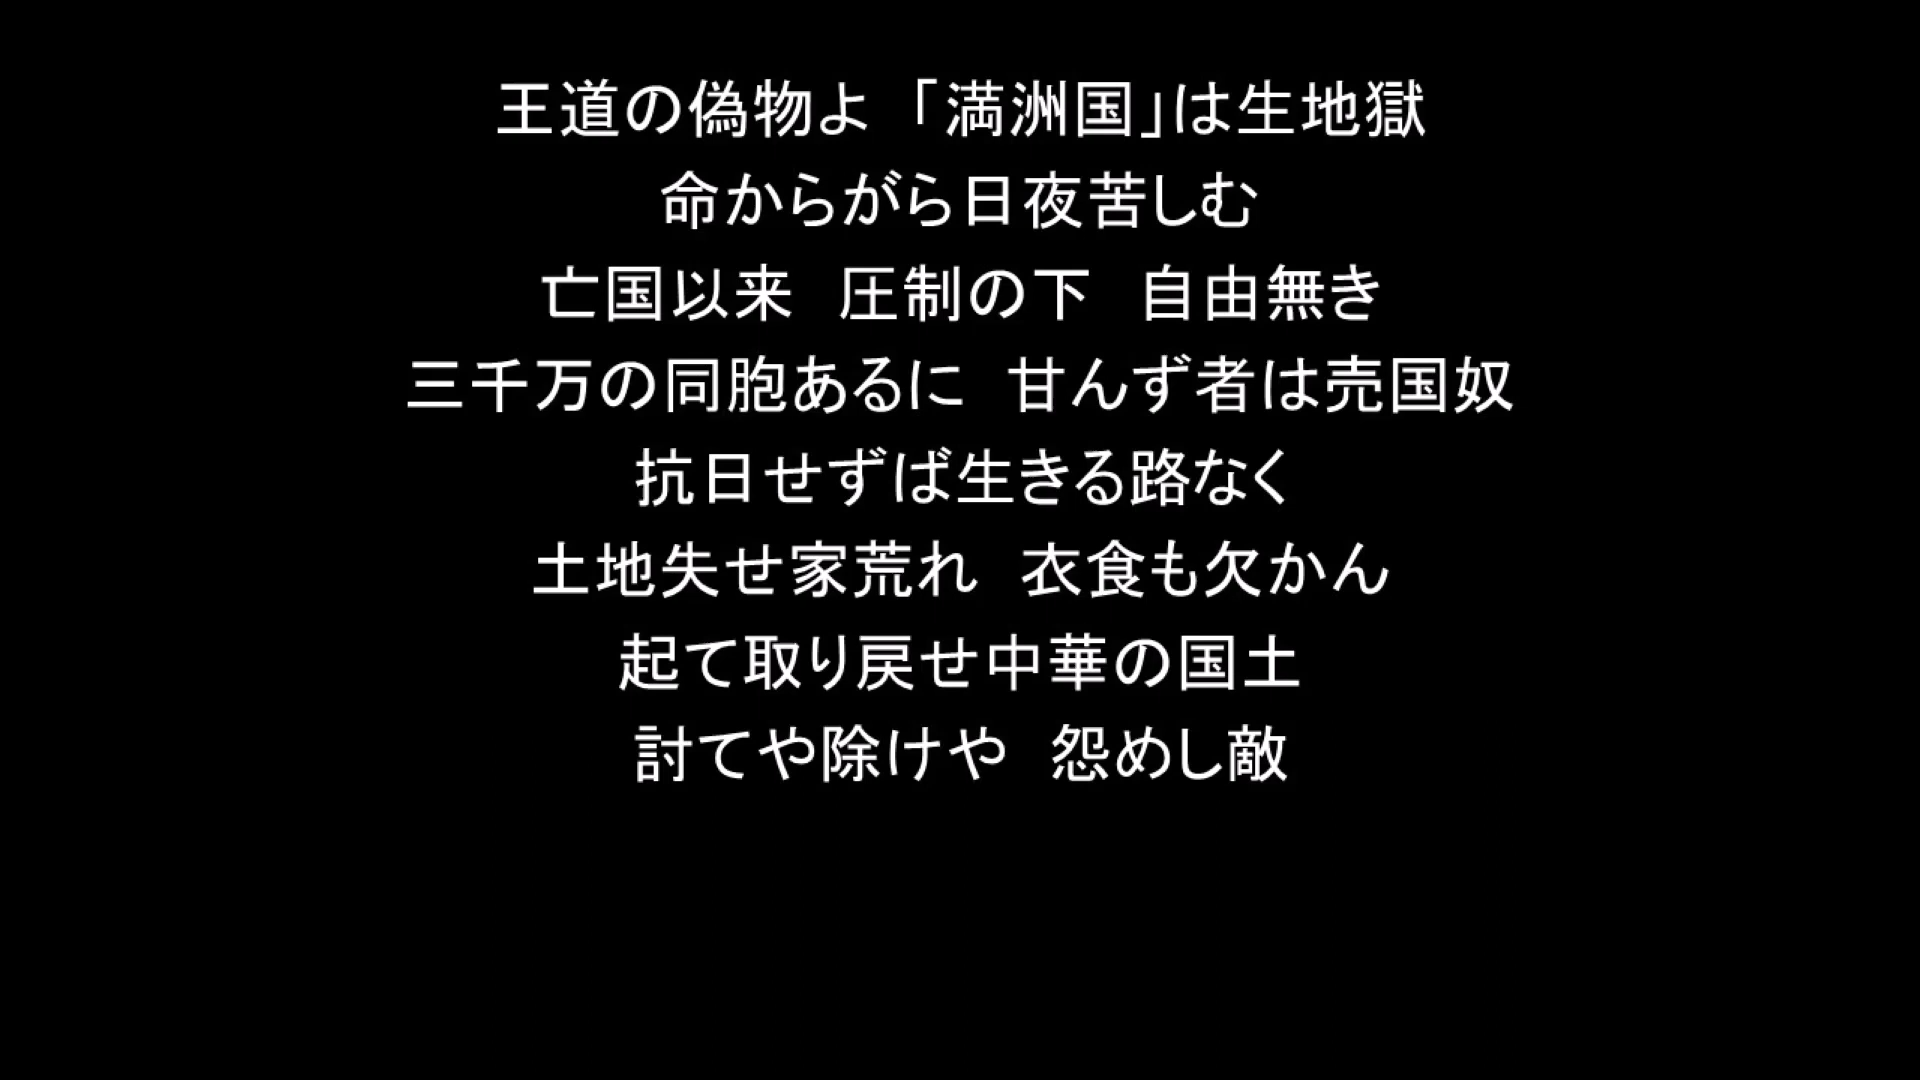 王道の偽物よ 「満洲国」は生地獄
命からがら日夜苦しむ
亡国以来　圧制の下　自由無き
三千万の同胞あるに　甘んず者は売国奴
抗日せずば生きる路なく
土地失せ家荒れ　衣食も欠かん
起て取り戻せ中華の国土
討てや除けや　怨めし敵